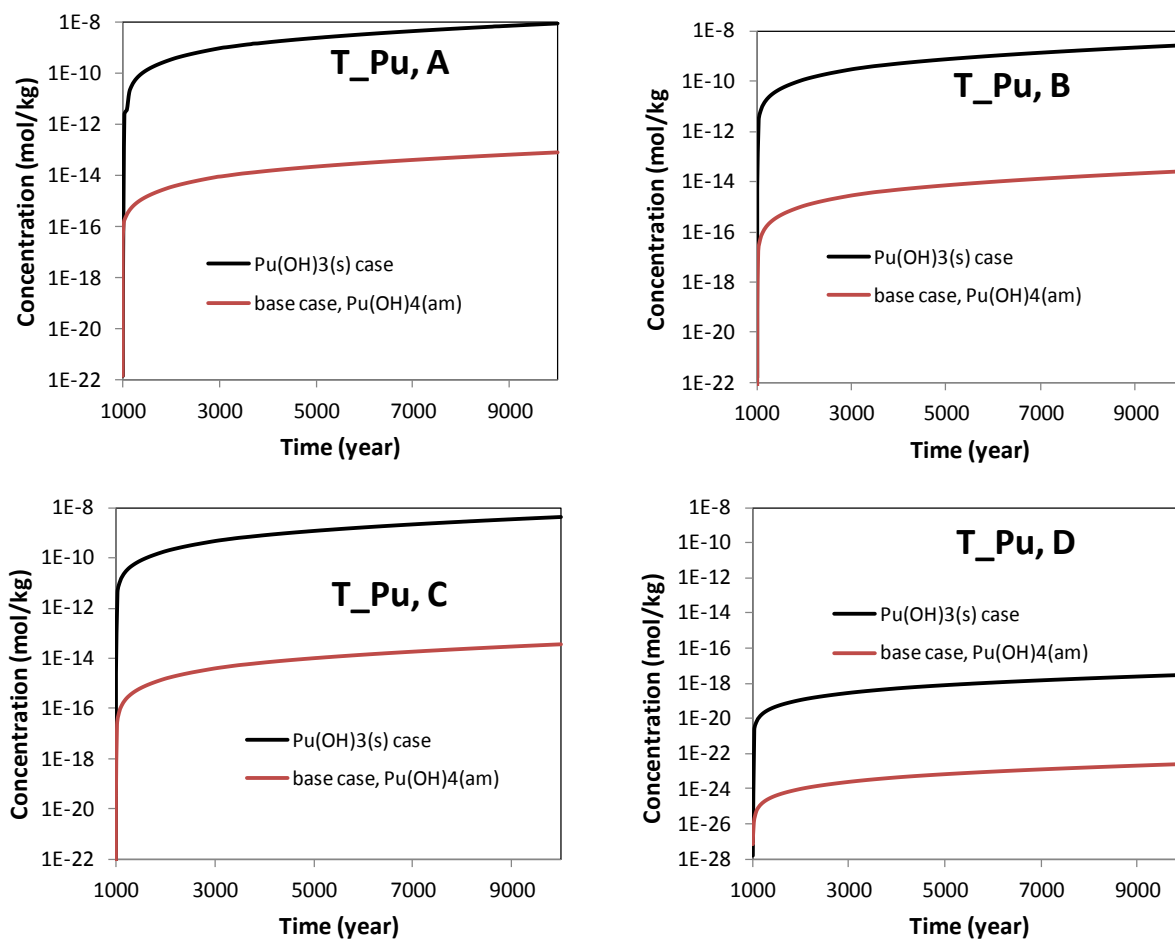 T_Pu, A
Concentration (mol/kg)
1E-8
1E-10
1E-12
1E-14
1E-16
1E-18
1E-20
1E-22
Pu(OH)3(s) case
base case, Pu(OH)4(am)
1000 3000 5000 7000 9000
Time (year)
T_Pu, B
Concentration (mol/kg
1E-8
1E-10
1E-12
1E-14
1E-16
1E-18
1E-20
1E-22
Pu(OH)3(s) case
base case, Pu(OH)4(am)
1000 3000 5000 7000 9000
Time (year)
T_Pu, C
Concentration (mol/kg)
1E-8
1E-10
1E-12
1E-14
1E-16
1E-18
1E-20
1E-22
Pu(OH)3(s) case
base case, Pu(OH)4(am)
1000 3000 5000 7000 9000
Time (year)
T_Pu, D
Concentration (mol/kg)
1E-8
1E-10
1E-12
1E-14
1E-16
1E-18
1E-20
1E-22
1E-24
1E-26
1E-28
Pu(OH)3(s) case
base case, Pu(OH)4(am)
1000 3000 5000 7000 9000
Time (year)